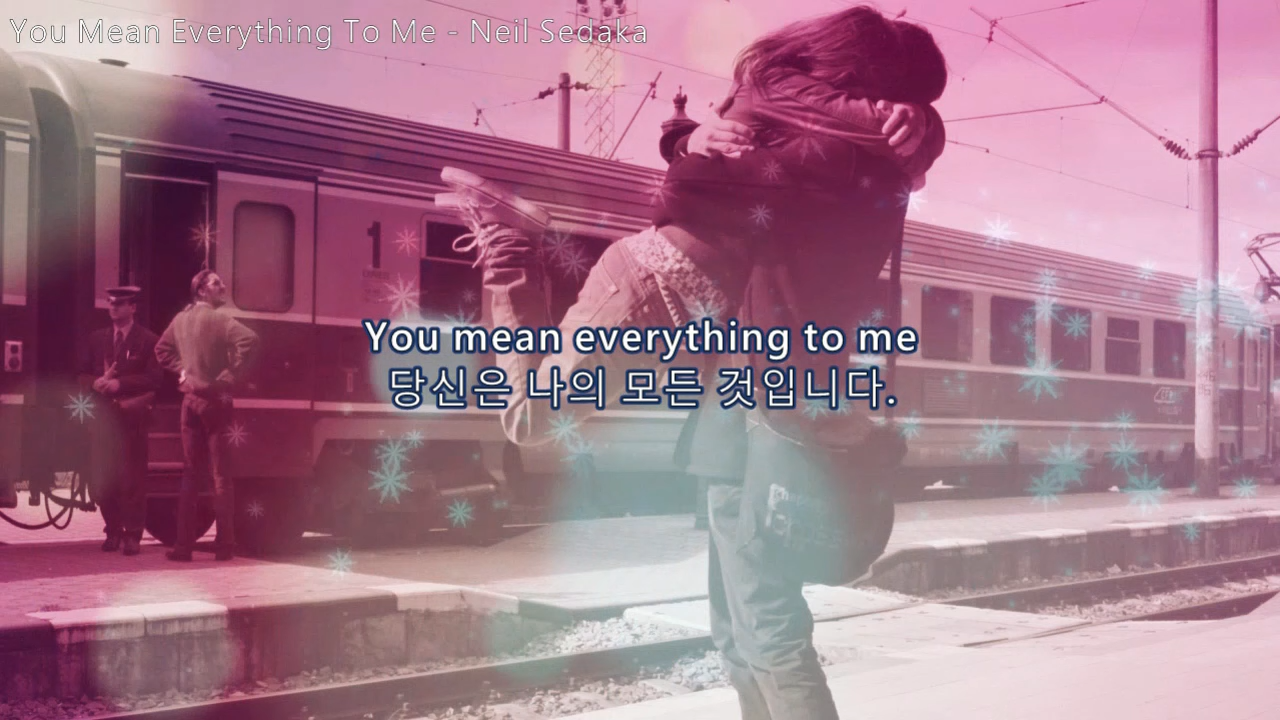 You Mean Everything To Me - Neil Sedaka
1
You mean everything to me
당신은 나의 모든 것입니다.